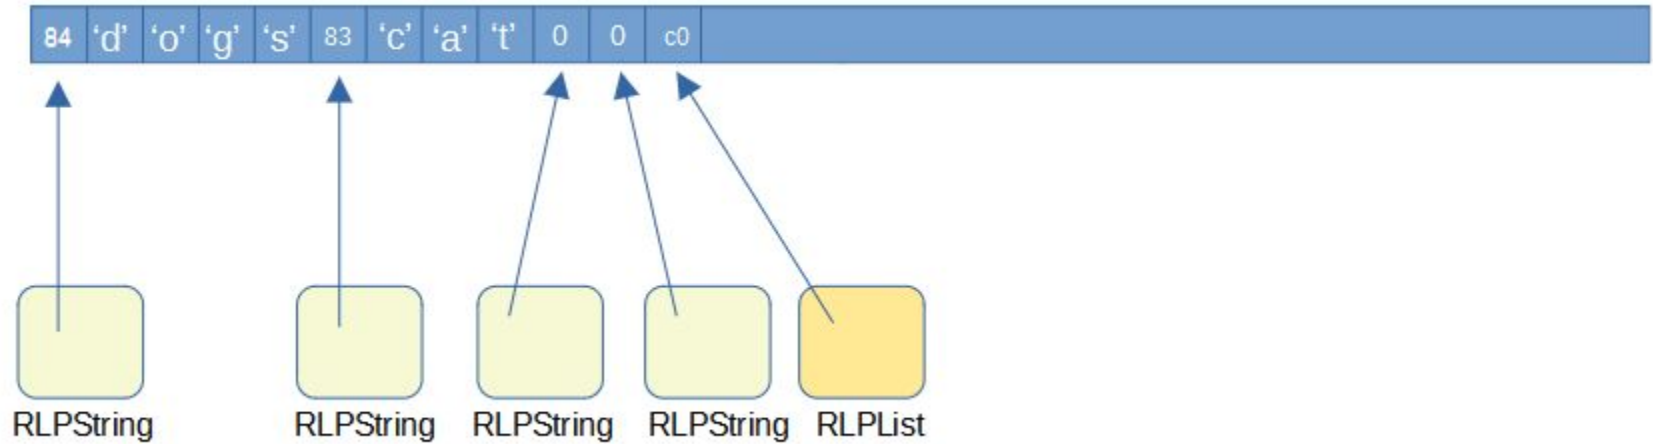 84 ‘d’ ‘o’ ‘g’ ‘s’ 83 ‘c’ ‘a’ ‘t’ 0 0 c0
RLPString RLPString RLPString RLPString RLPList